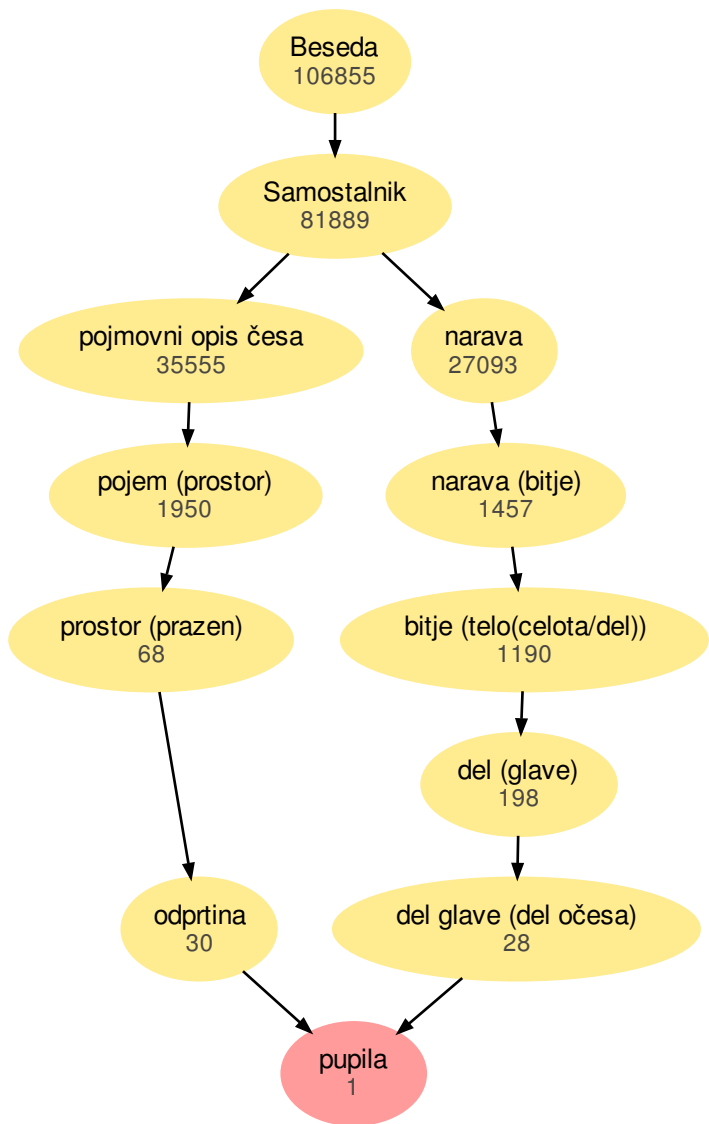 Beseda
106855
Samostalnik
81889
pojmovni opis česa
35555
narava
27093
pojem (prostor)
1950
narava (bitje)
1457
prostor (prazen)
68
bitje (telo(celota/del))
1190
del (glave)
198
odprtina
30
del glave (del očesa)
28
pupila
1